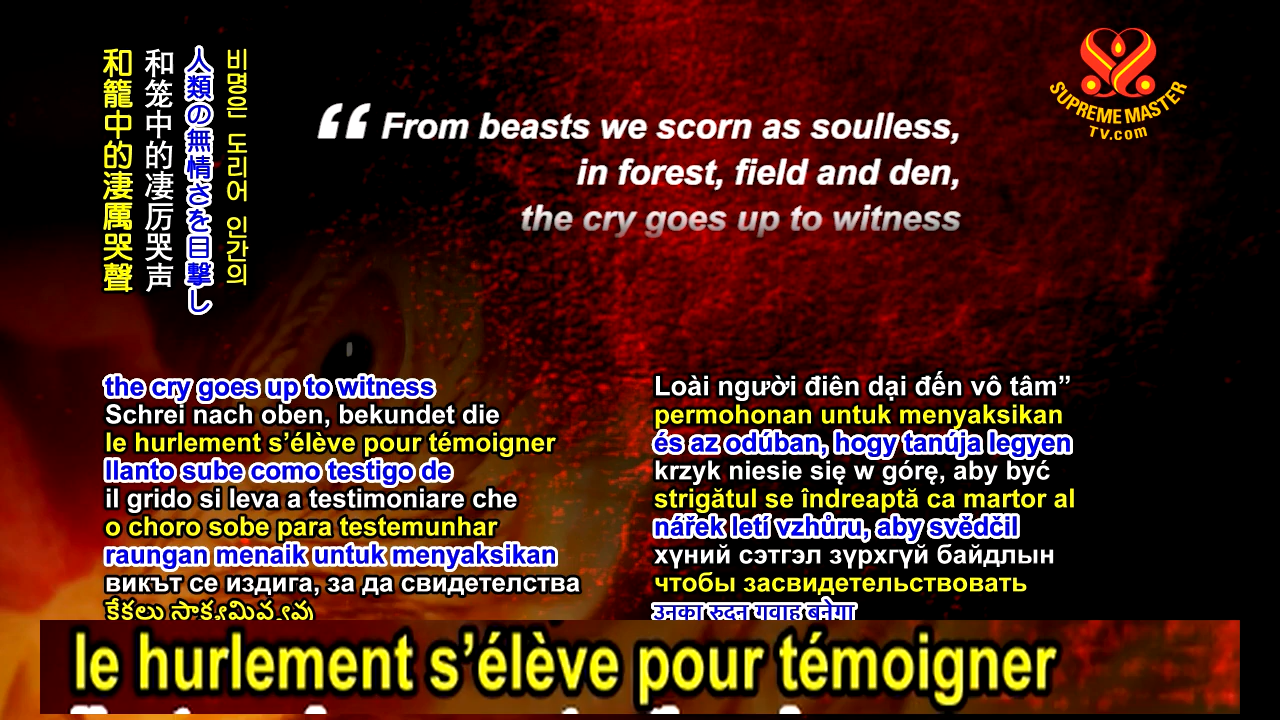 和籠中的淒厲哭聲
和笼中的凄厉哭声
人類の無情さを目撃し
비명은 도리어 인간의
“From beasts we scorn as soulless,
in forest, field and den,
the cry goes up to witness
SUPREME MASTER
TV.com
the cry goes up to witness
Schrei nach oben, bekundet die
le hurlement s’élève pour témoigner
llanto sube como testigo de
il grido si leva a testimoniare che
o choro sobe para testemunhar
raungan menaik untuk menyaksikan
викът се издига, за да свидетелства
Loài người điên dại đến vô tâm”
permohonan untuk menyaksikan
és az odúban, hogy tanúja legyen
krzyk niesie się w górę, aby być
strigătul se îndreaptă ca martor al
nářek letí vzhůru, aby svědčil
хүний сэтгэл зүрхгүй байдлын
чтобы засвидетельствовать
उनका रुदन गवाह बनेगा
le hurlement s’élève pour témoigner